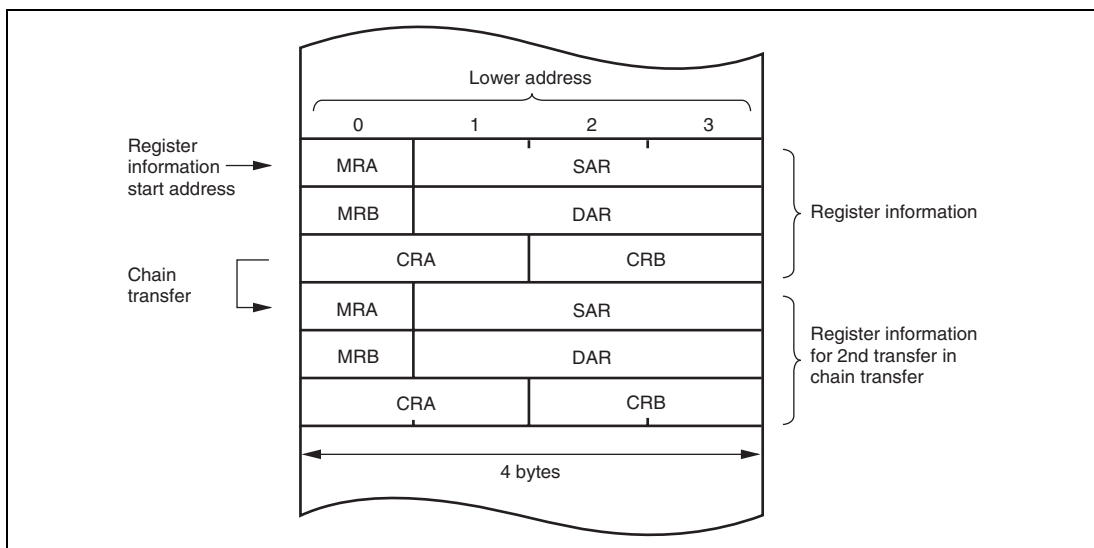 Lower address
0 1 2 3
Register
information
start address
MRA SAR
MRB DAR
CRA CRB
Register information
Chain
transfer
MRA SAR
MRB DAR
CRA CRB
Register information
for 2nd transfer in
chain transfer
4 bytes